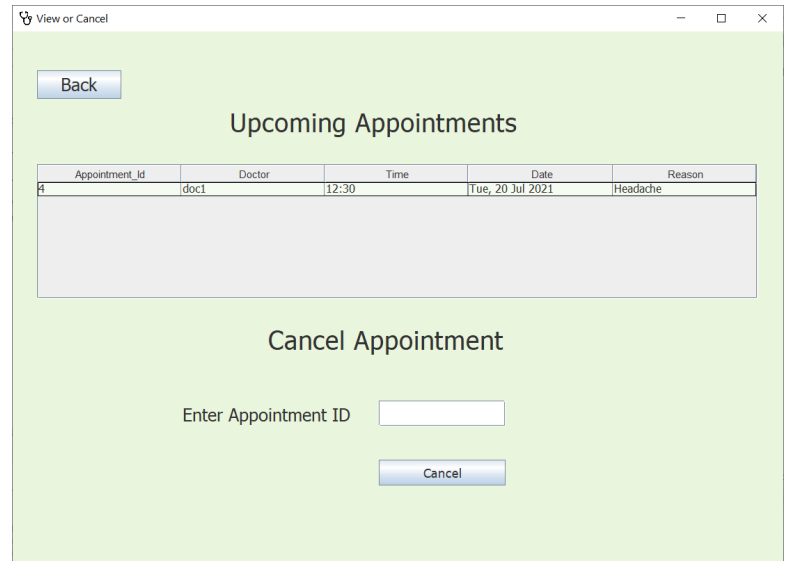 View or Cancel
Back
Upcoming Appointments
Appointment_Id Doctor Time Date Reason
4 doc1 12:30 Tue, 20 Jul 2021 Headache
Cancel Appointment
Enter Appointment ID
Cancel